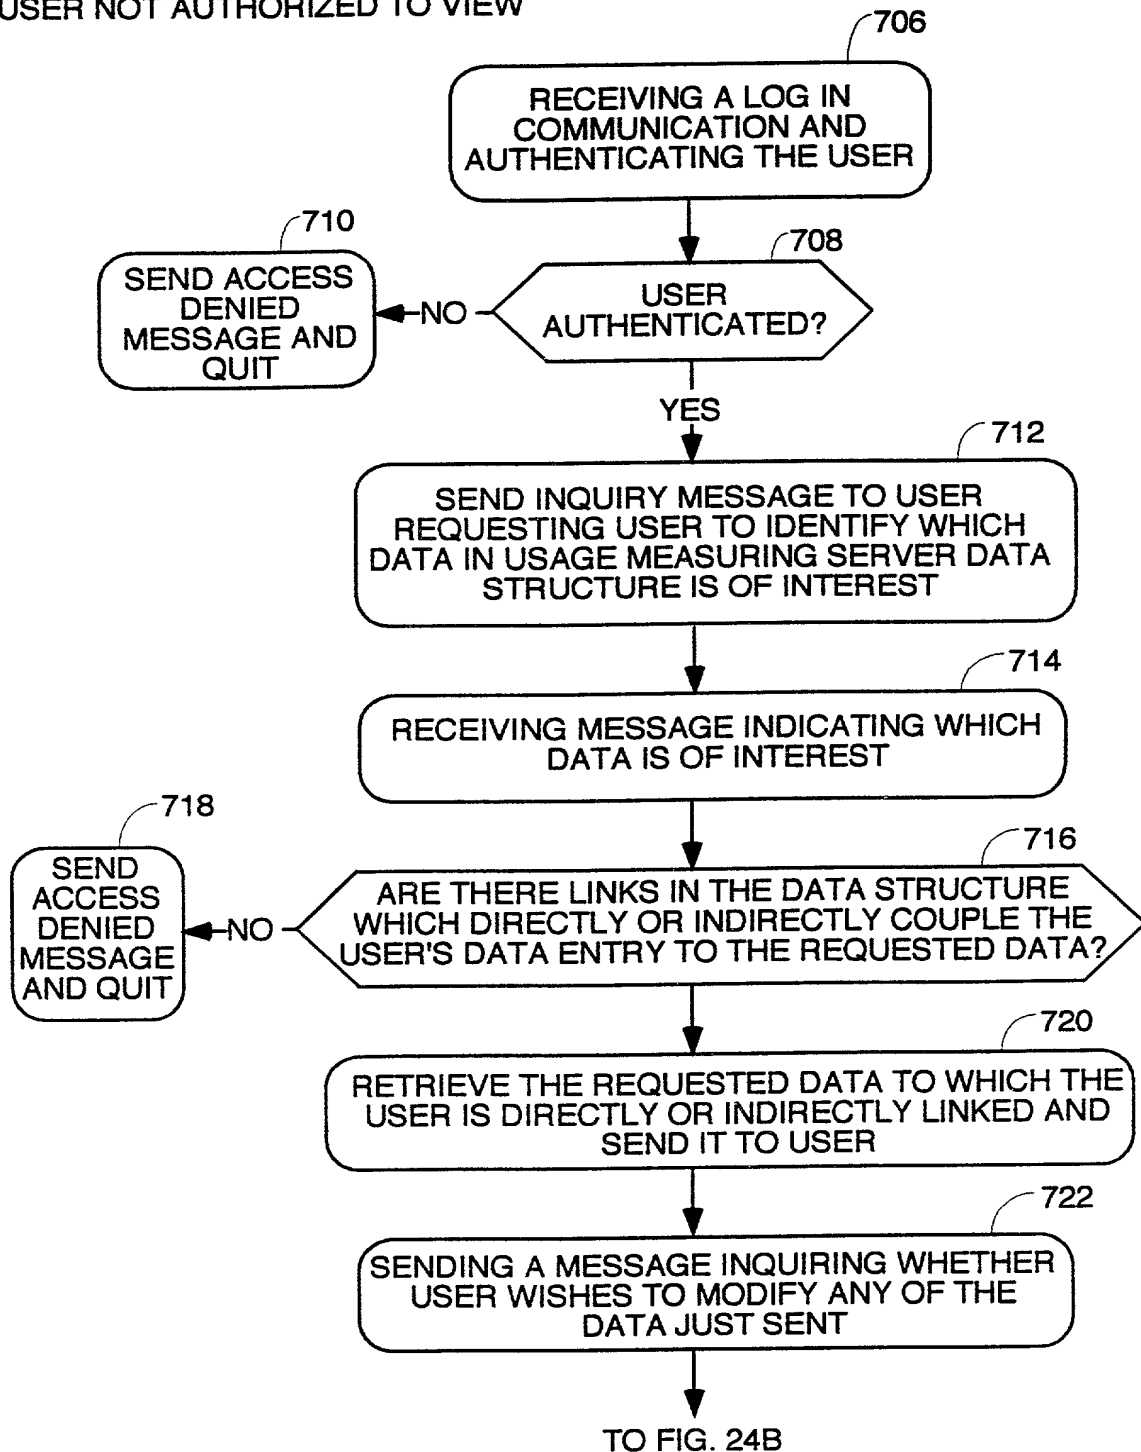 USER NOT AUTHORIZED TO VIEW
706
RECEIVING A LOG IN
COMMUNICATION AND
AUTHENTICATING THE USER
710
SEND ACCESS
DENIED
MESSAGE AND
QUIT
NO
708
USER
AUTHENTICATED?
YES
712
SEND INQUIRY MESSAGE TO USER
REQUESTING USER TO IDENTIFY WHICH
DATA IN USAGE MEASURING SERVER DATA
STRUCTURE IS OF INTEREST
714
RECEIVING MESSAGE INDICATING WHICH
DATA IS OF INTEREST
718
SEND
ACCESS
DENIED
MESSAGE
AND QUIT
NO
716
ARE THERE LINKS IN THE DATA STRUCTURE
WHICH DIRECTLY OR INDIRECTLY COUPLE THE
USER'S DATA ENTRY TO THE REQUESTED DATA?
720
RETRIEVE THE REQUESTED DATA TO WHICH THE
USER IS DIRECTLY OR INDIRECTLY LINKED AND
SEND IT TO USER
722
SENDING A MESSAGE INQUIRING WHETHER
USER WISHES TO MODIFY ANY OF THE
DATA JUST SENT
TO FIG. 24B